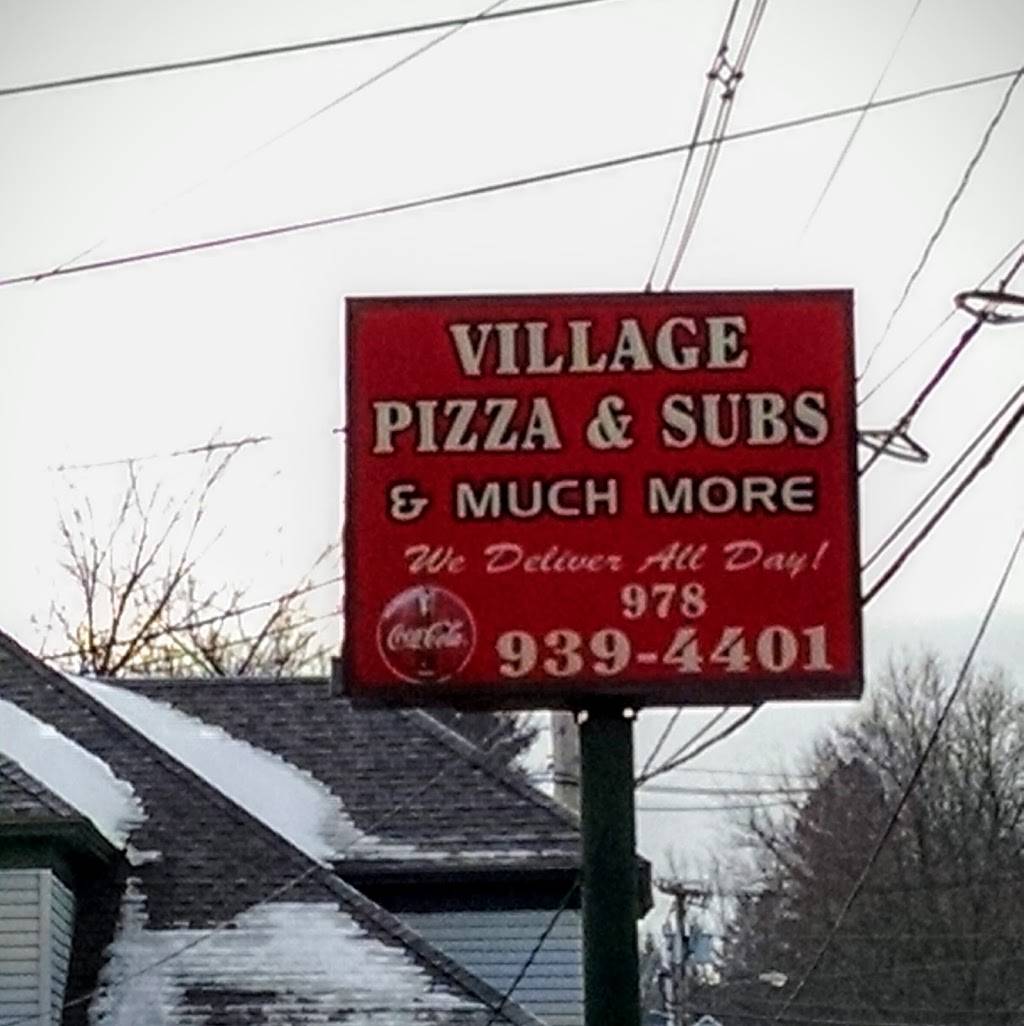 VILLAGE
PIZZA & SUBS
& MUCH MORE
We Deliver All Day!
978
Coca-Cola
939-4401